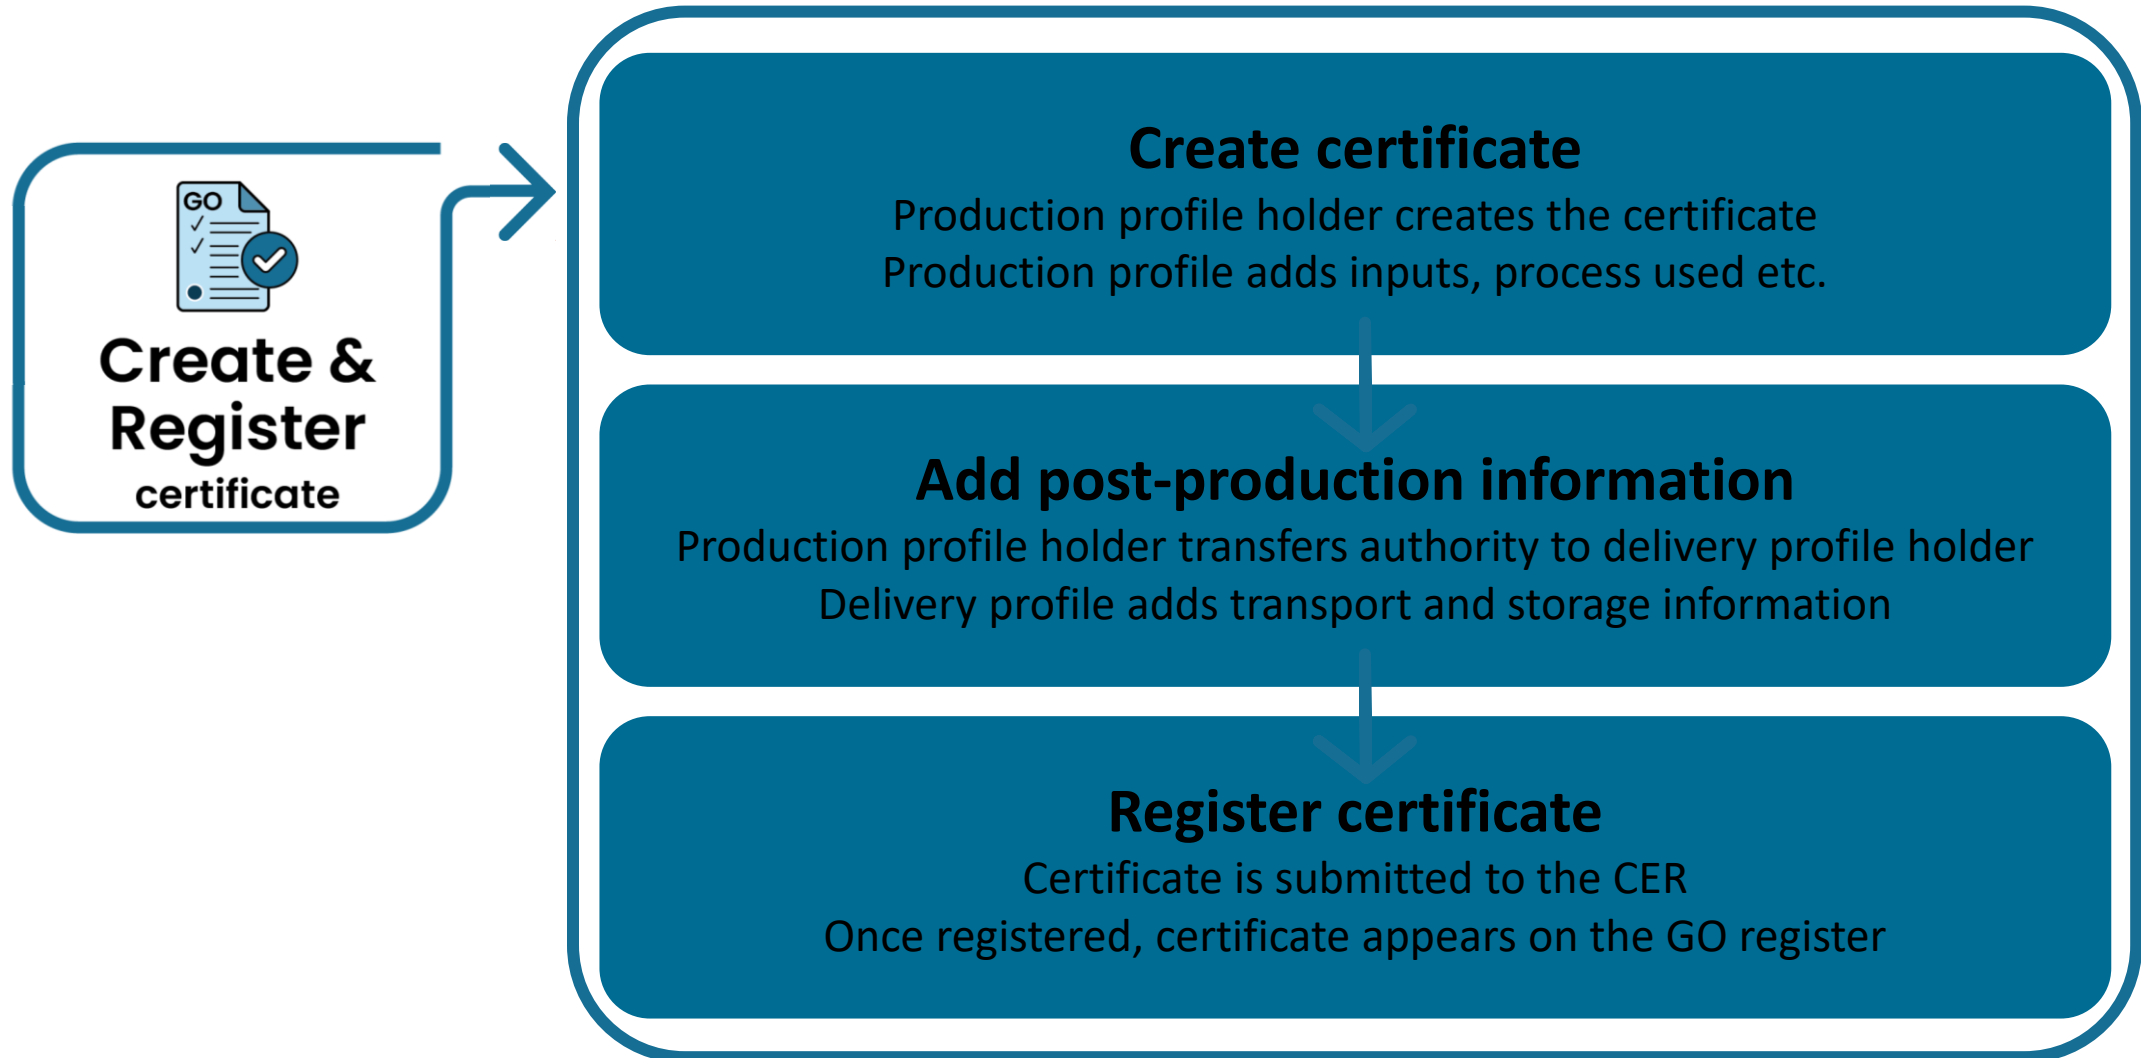 GO
Create &
Register
certificate
Create certificate
Production profile holder creates the certificate
Production profile adds inputs, process used etc.
Add post-production information
Production profile holder transfers authority to delivery profile holder
Delivery profile adds transport and storage information
Register certificate
Certificate is submitted to the CER
Once registered, certificate appears on the GO register